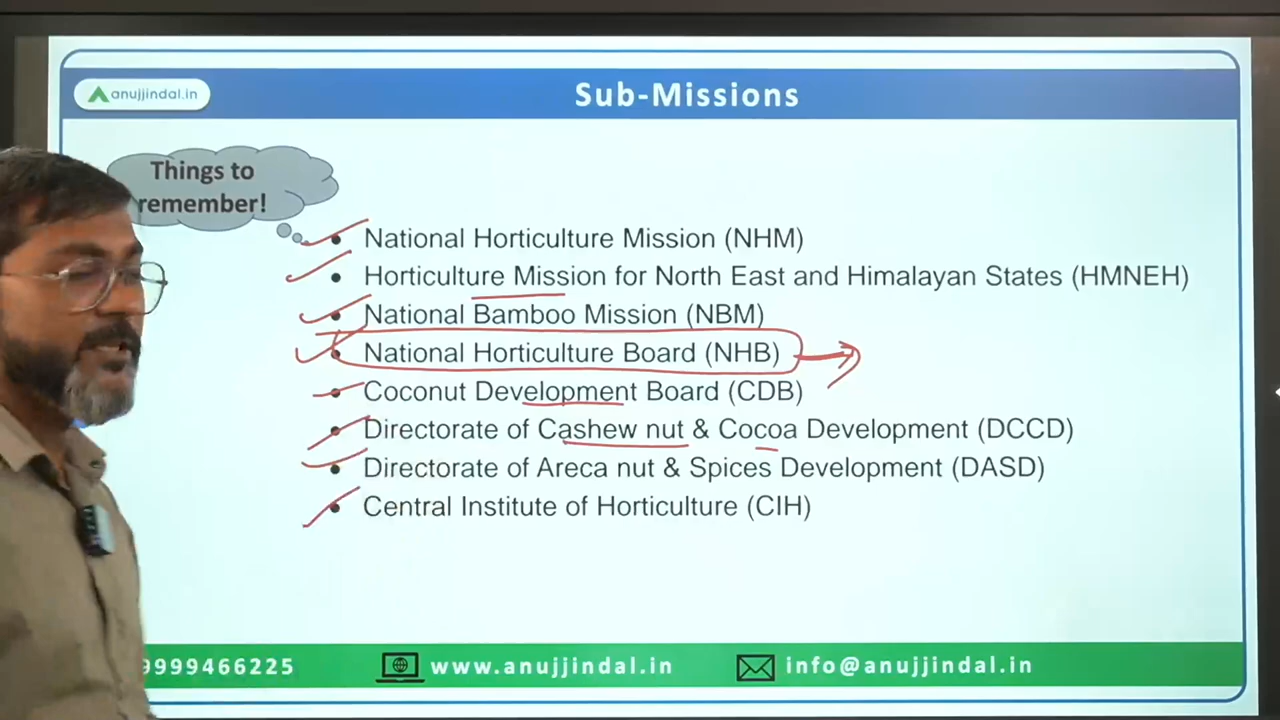 anujjindal.in
Sub-Missions
Things to
remember!
• National Horticulture Mission (NHM)
• Horticulture Mission for North East and Himalayan States (HMNEH)
• National Bamboo Mission (NBM)
• National Horticulture Board (NHB)
• Coconut Development Board (CDB)
• Directorate of Cashew nut & Cocoa Development (DCCD)
• Directorate of Areca nut & Spices Development (DASD)
• Central Institute of Horticulture (CIH)
9999466225 www.anujjindal.in info@anujjindal.in